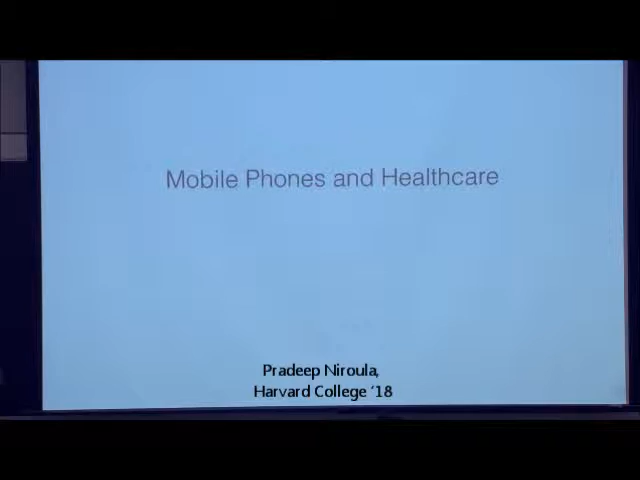 Mobile Phones and Healthcare
Pradeep Niroula,
Harvard College ‘18